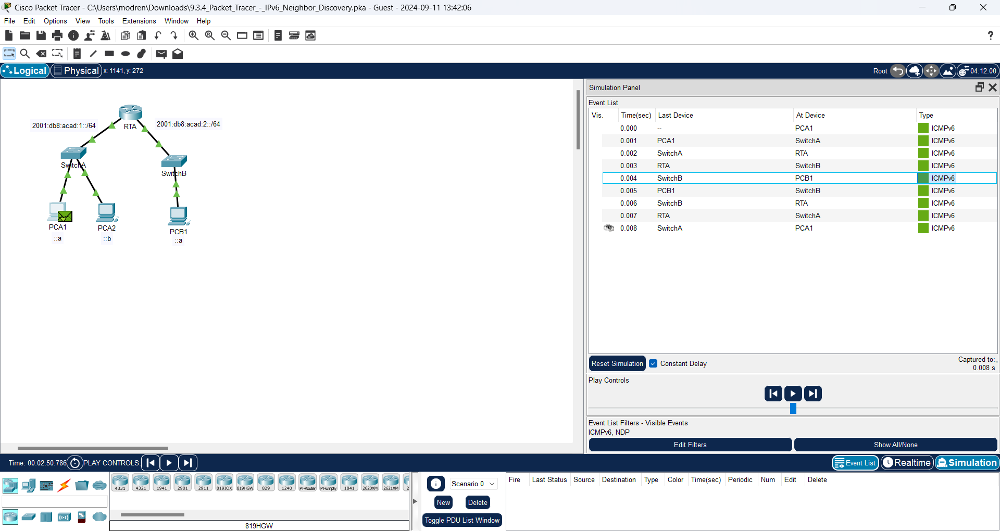 Cisco Packet Tracer - C:\Users\modren\Downloads\9.3.4_Packet_Tracer_-_IPv6_Neighbor_Discovery.pka - Guest - 2024-09-11 13:42:06
File Edit Options View Tools Extensions Window Help
?
Logical Physical x: 1141, y: 272 Root 04:12:00
Simulation Panel
Event List
Vis. Time(sec) Last Device At Device Type
0.000 -- PCA1 ICMPv6
0.001 PCA1 SwitchA ICMPv6
0.002 SwitchA RTA ICMPv6
0.003 RTA SwitchB ICMPv6
0.004 SwitchB PCB1 ICMPv6
0.005 PCB1 SwitchB ICMPv6
0.006 SwitchB RTA ICMPv6
0.007 RTA SwitchA ICMPv6
0.008 SwitchA PCA1 ICMPv6
2001:db8:acad:1::/64
RTA
2001:db8:acad:2::/64
SwitchA
SwitchB
PCA1
PCA2
PCB1
::a
::b
::a
Reset Simulation Constant Delay
Captured to:
0.008 s
Play Controls
Event List Filters - Visible Events
ICMPv6, NDP
Edit Filters Show All/None
Time: 00:02:50.786 PLAY CONTROLS: Event List Realtime Simulation
4331 4321 1941 2901 2911 819IOX 819HGW 829 1240 PT-Router PT-Empty 1841 2620XM 2621XM 2
819HGW
Scenario 0
New Delete
Toggle PDU List Window
Fire Last Status Source Destination Type Color Time(sec) Periodic Num Edit Delete